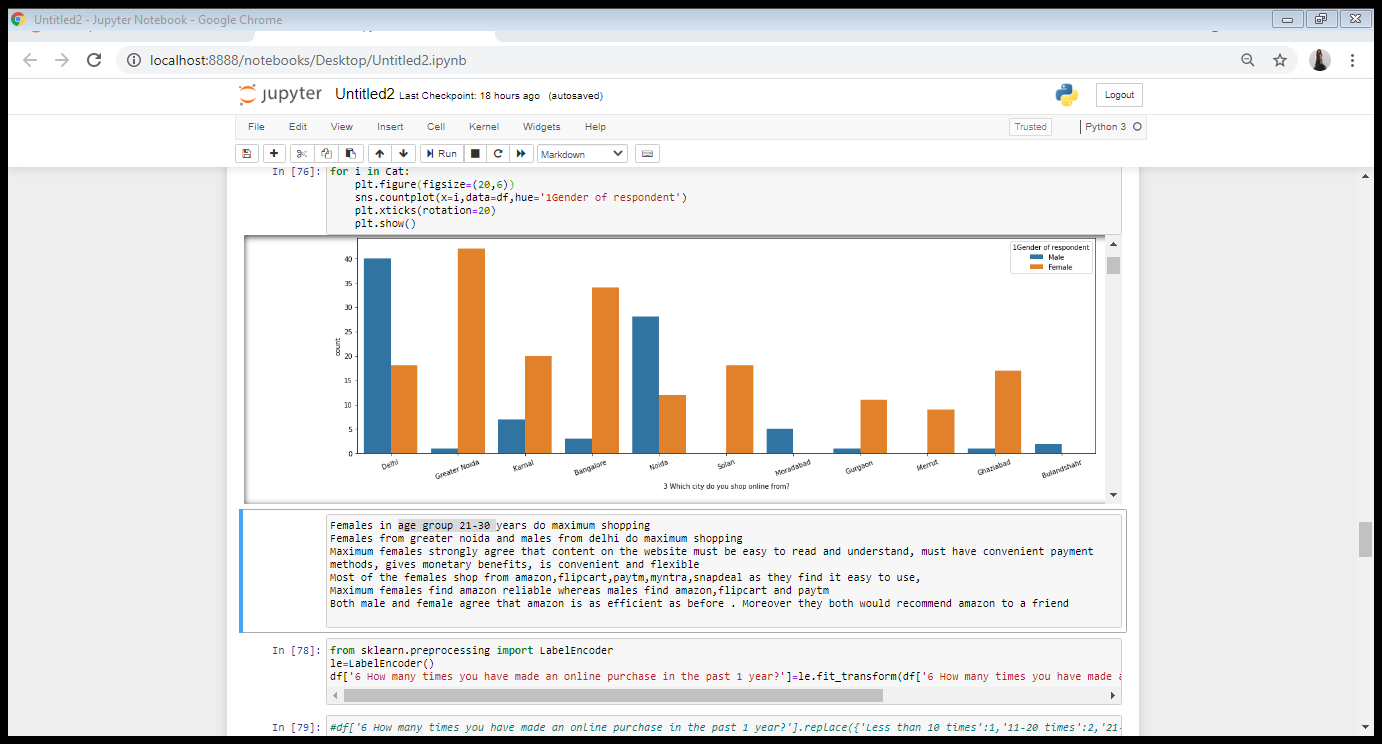 Untitled2 - Jupyter Notebook - Google Chrome
localhost:8888/notebooks/Desktop/Untitled2.ipynb
jupyter Untitled2 Last Checkpoint: 18 hours ago (autosaved)
Logout
File Edit View Insert Cell Kernel Widgets Help
Trusted
Python 3
Run
Markdown
In [76]: for i in Cat:
plt.figure(figsize=(20,6))
sns.countplot(x=i,data=df,hue='1Gender of respondent')
plt.xticks(rotation=20)
plt.show()
1Gender of respondent
Male
Female
40
35
30
25
20
15
10
5
0
count
Delhi Greater Noida Karnal Bangalore Noida Solan Moradabad Gurgaon Merrut Ghaziabad Bulandshahr
3 Which city do you shop online from?
Females in age group 21-30 years do maximum shopping
Females from greater noida and males from delhi do maximum shopping
Maximum females strongly agree that content on the website must be easy to read and understand, must have convenient payment
methods, gives monetary benefits, is convenient and flexible
Most of the females shop from amazon,flipcart,paytm,myntra,snapdeal as they find it easy to use,
Maximum females find amazon reliable whereas males find amazon,flipcart and paytm
Both male and female agree that amazon is as efficient as before . Moreover they both would recommend amazon to a friend
In [78]: from sklearn.preprocessing import LabelEncoder
le=LabelEncoder()
df['6 How many times you have made an online purchase in the past 1 year?']=le.fit_transform(df['6 How many times you have made a
In [79]: #df['6 How many times you have made an online purchase in the past 1 year?'].replace({'Less than 10 times':1,'11-20 times':2,'21-